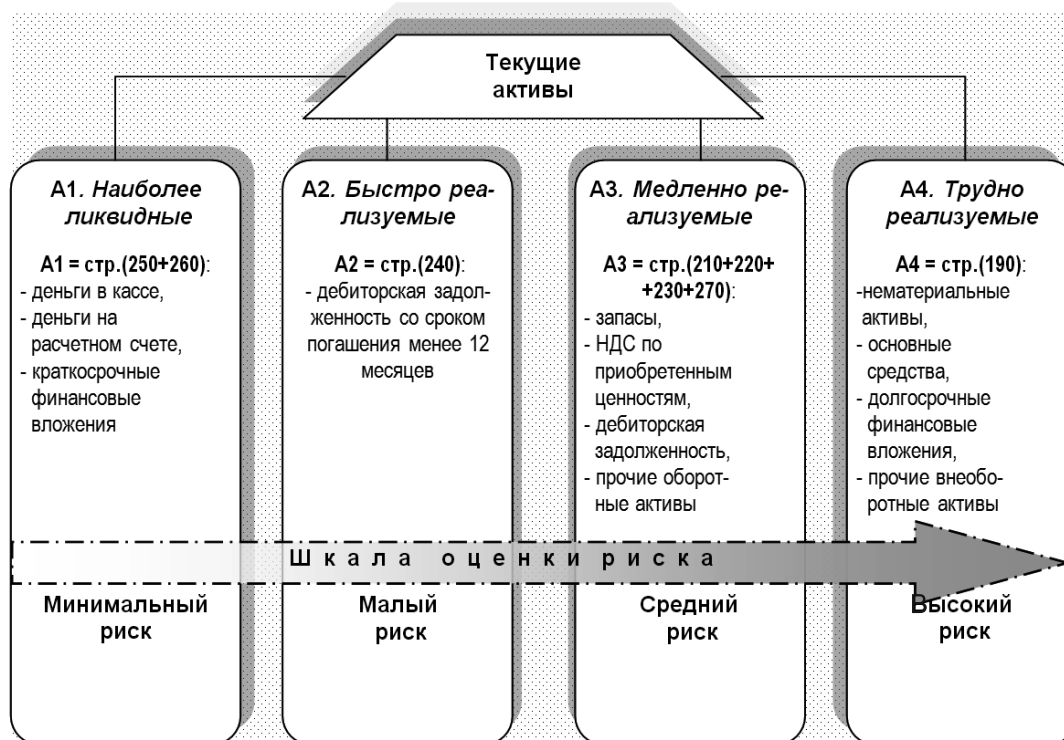 Текущие
активы
А1. Наиболее
ликвидные
А1 = стр.(250+260):
- деньги в кассе,
- деньги на
расчетном счете,
- краткосрочные
финансовые
вложения
А2. Быстро реа-
лизуемые
А2 = стр.(240):
- дебиторская задол-
женность со сроком
погашения менее 12
месяцев
А3. Медленно ре-
ализуемые
А3 = стр.(210+220+
+230+270):
- запасы,
- НДС по
приобретенным
ценностям,
- дебиторская
задолженность,
- прочие оборот-
ные активы
А4. Трудно
реализуемые
А4 = стр.(190):
-нематериальные
активы,
- основные
средства,
- долгосрочные
финансовые
вложения,
- прочие внеобо-
ротные активы
Шкала оценки риска
Минимальный
риск
Малый
риск
Средний
риск
Высокий
риск